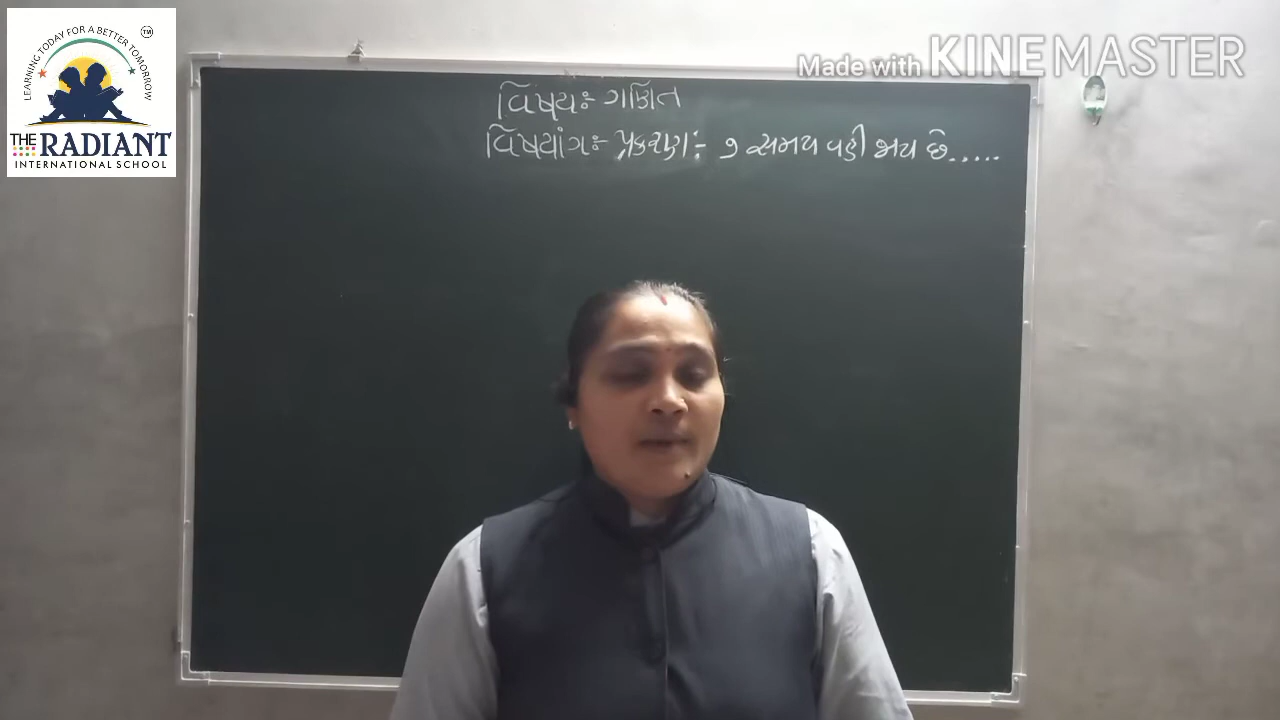 LEARNING TODAY FOR A BETTER TOMORROW
TM
THE RADIANT
INTERNATIONAL SCHOOL
Made with KINEMASTER
વિષયઃ- ગણિત
વિષયાંગઃ- પ્રકરણઃ- ૭ સમય વહી જાય છે.....